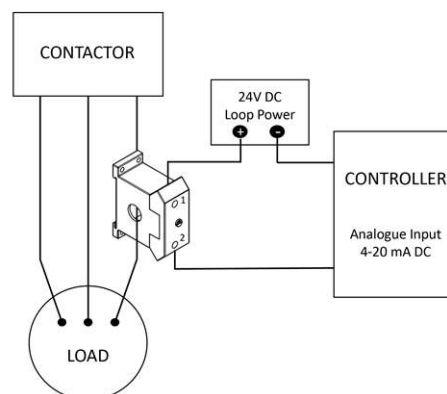 CONTACTOR
24V DC
Loop Power
+ -
1
2
CONTROLLER
Analogue Input
4-20 mA DC
LOAD